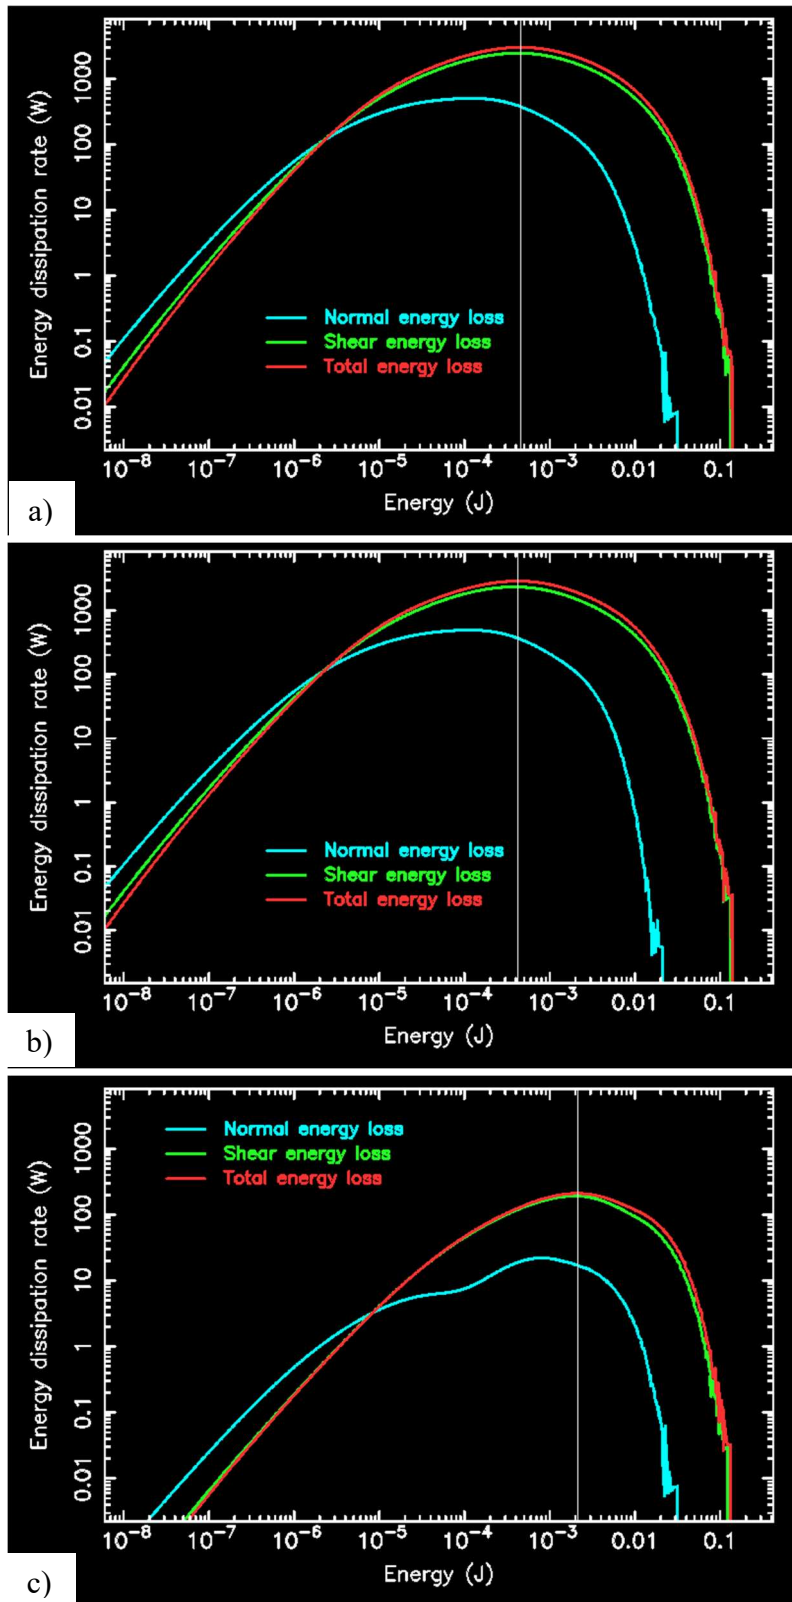 Energy dissipation rate (W)
1000
100
10
1
0.1
0.01
Normal energy loss
Shear energy loss
Total energy loss
10⁻⁸ 10⁻⁷ 10⁻⁶ 10⁻⁵ 10⁻⁴ 10⁻³ 0.01 0.1
Energy (J)
a)
Energy dissipation rate (W)
1000
100
10
1
0.1
0.01
Normal energy loss
Shear energy loss
Total energy loss
10⁻⁸ 10⁻⁷ 10⁻⁶ 10⁻⁵ 10⁻⁴ 10⁻³ 0.01 0.1
Energy (J)
b)
Energy dissipation rate (W)
1000
100
10
1
0.1
0.01
Normal energy loss
Shear energy loss
Total energy loss
10⁻⁸ 10⁻⁷ 10⁻⁶ 10⁻⁵ 10⁻⁴ 10⁻³ 0.01 0.1
Energy (J)
c)